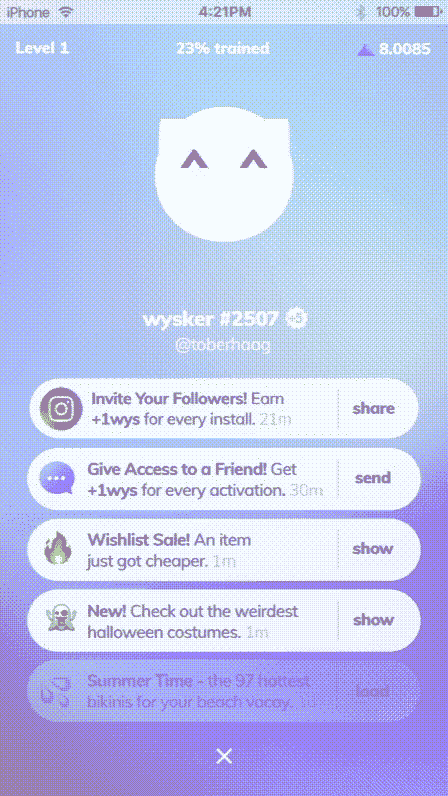 iPhone 4:21PM 100%
Level 1 23% trained 8.0085
wysker #2507 +5
@toberhaag
Invite Your Followers! Earn
+1wys for every install. 21m
share
Give Access to a Friend! Get
+1wys for every activation. 30m
send
Wishlist Sale! An item
just got cheaper. 1m
show
New! Check out the weirdest
halloween costumes. 1m
show
Summer Time - the 97 hottest
bikinis for your beach vacay.
load